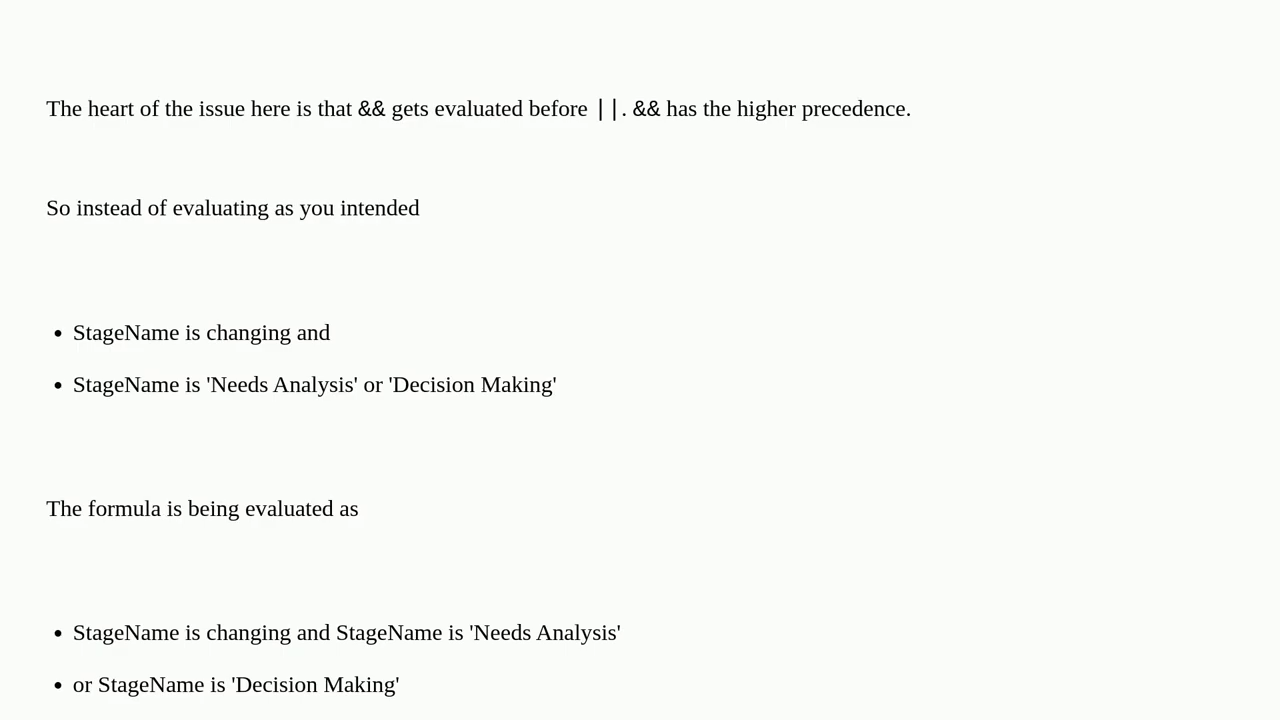 The heart of the issue here is that && gets evaluated before ||. && has the higher precedence.
So instead of evaluating as you intended
• StageName is changing and
• StageName is 'Needs Analysis' or 'Decision Making'
The formula is being evaluated as
• StageName is changing and StageName is 'Needs Analysis'
• or StageName is 'Decision Making'